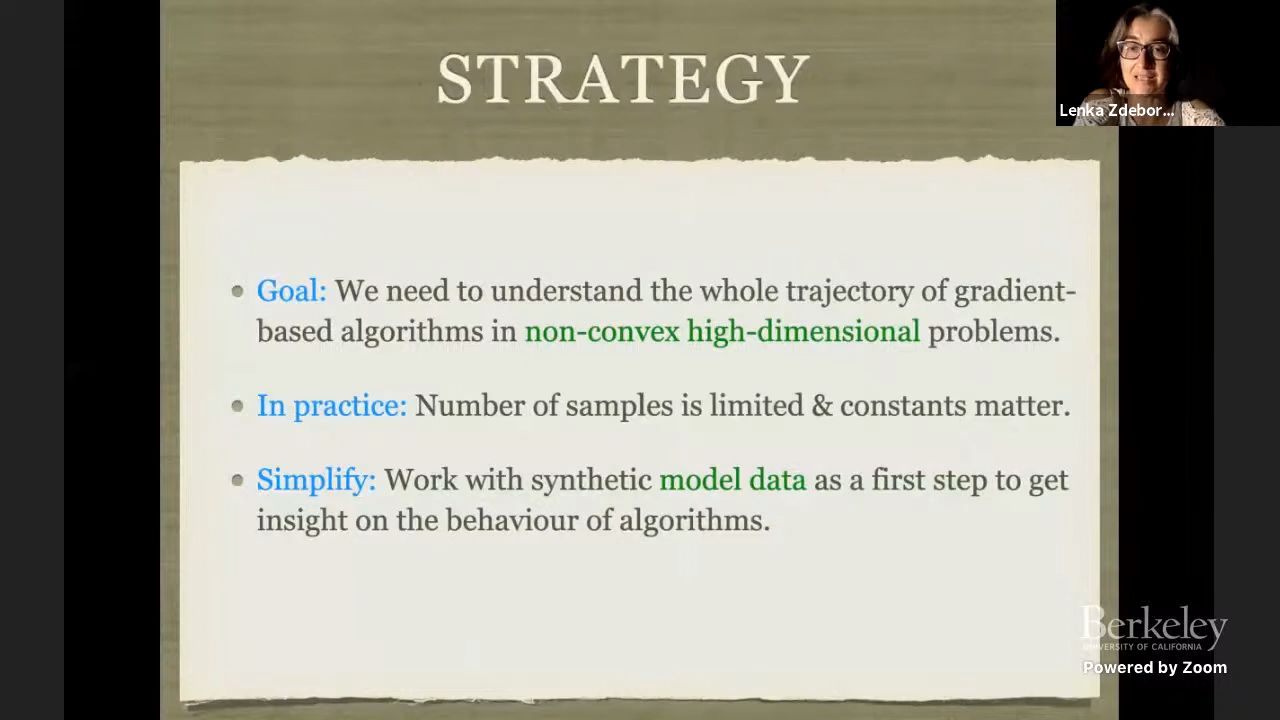 STRATEGY
Lenka Zdebor...
Goal: We need to understand the whole trajectory of gradient-
based algorithms in non-convex high-dimensional problems.
In practice: Number of samples is limited & constants matter.
Simplify: Work with synthetic model data as a first step to get
insight on the behaviour of algorithms.
Berkeley
UNIVERSITY OF CALIFORNIA
Powered by Zoom